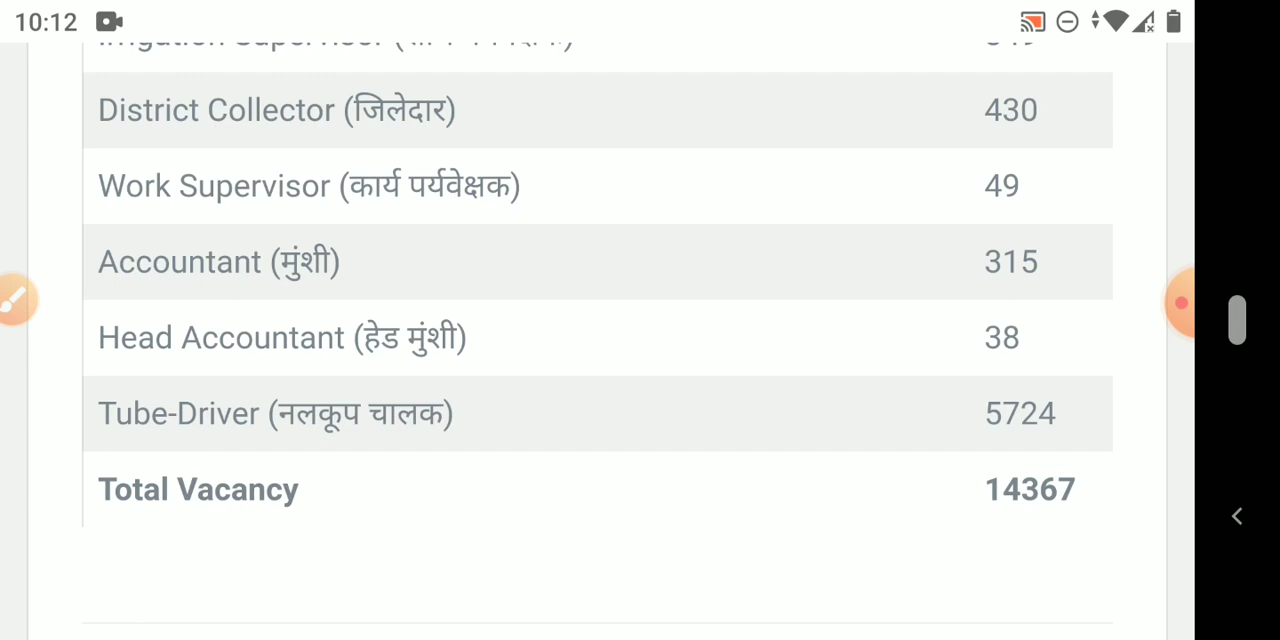 10:12
District Collector (जिलेदार) 430
Work Supervisor (कार्य पर्यवेक्षक) 49
Accountant (मुंशी) 315
Head Accountant (हेड मुंशी) 38
Tube-Driver (नलकूप चालक) 5724
Total Vacancy 14367